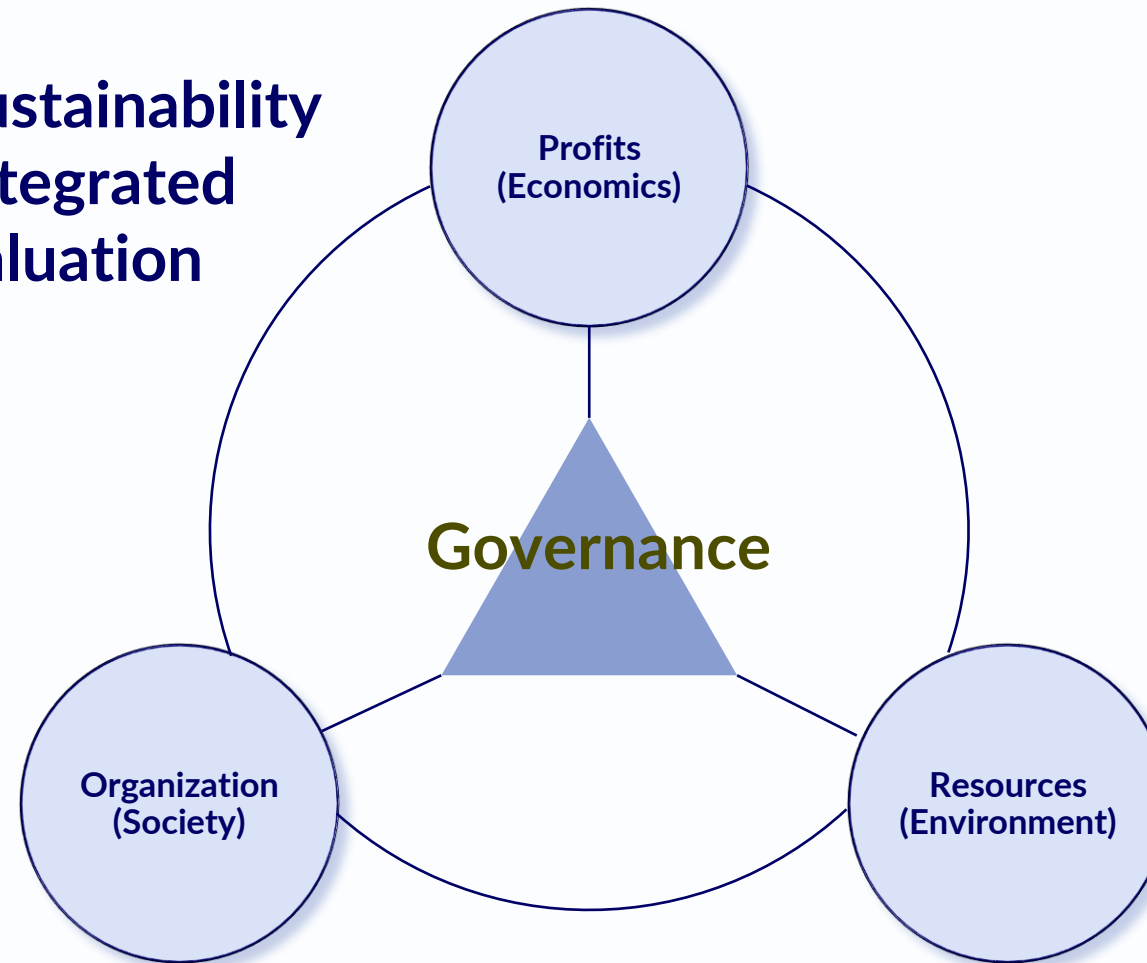 ustainability
tegrated
luation
Profits
(Economics)
Governance
Organization
(Society)
Resources
(Environment)